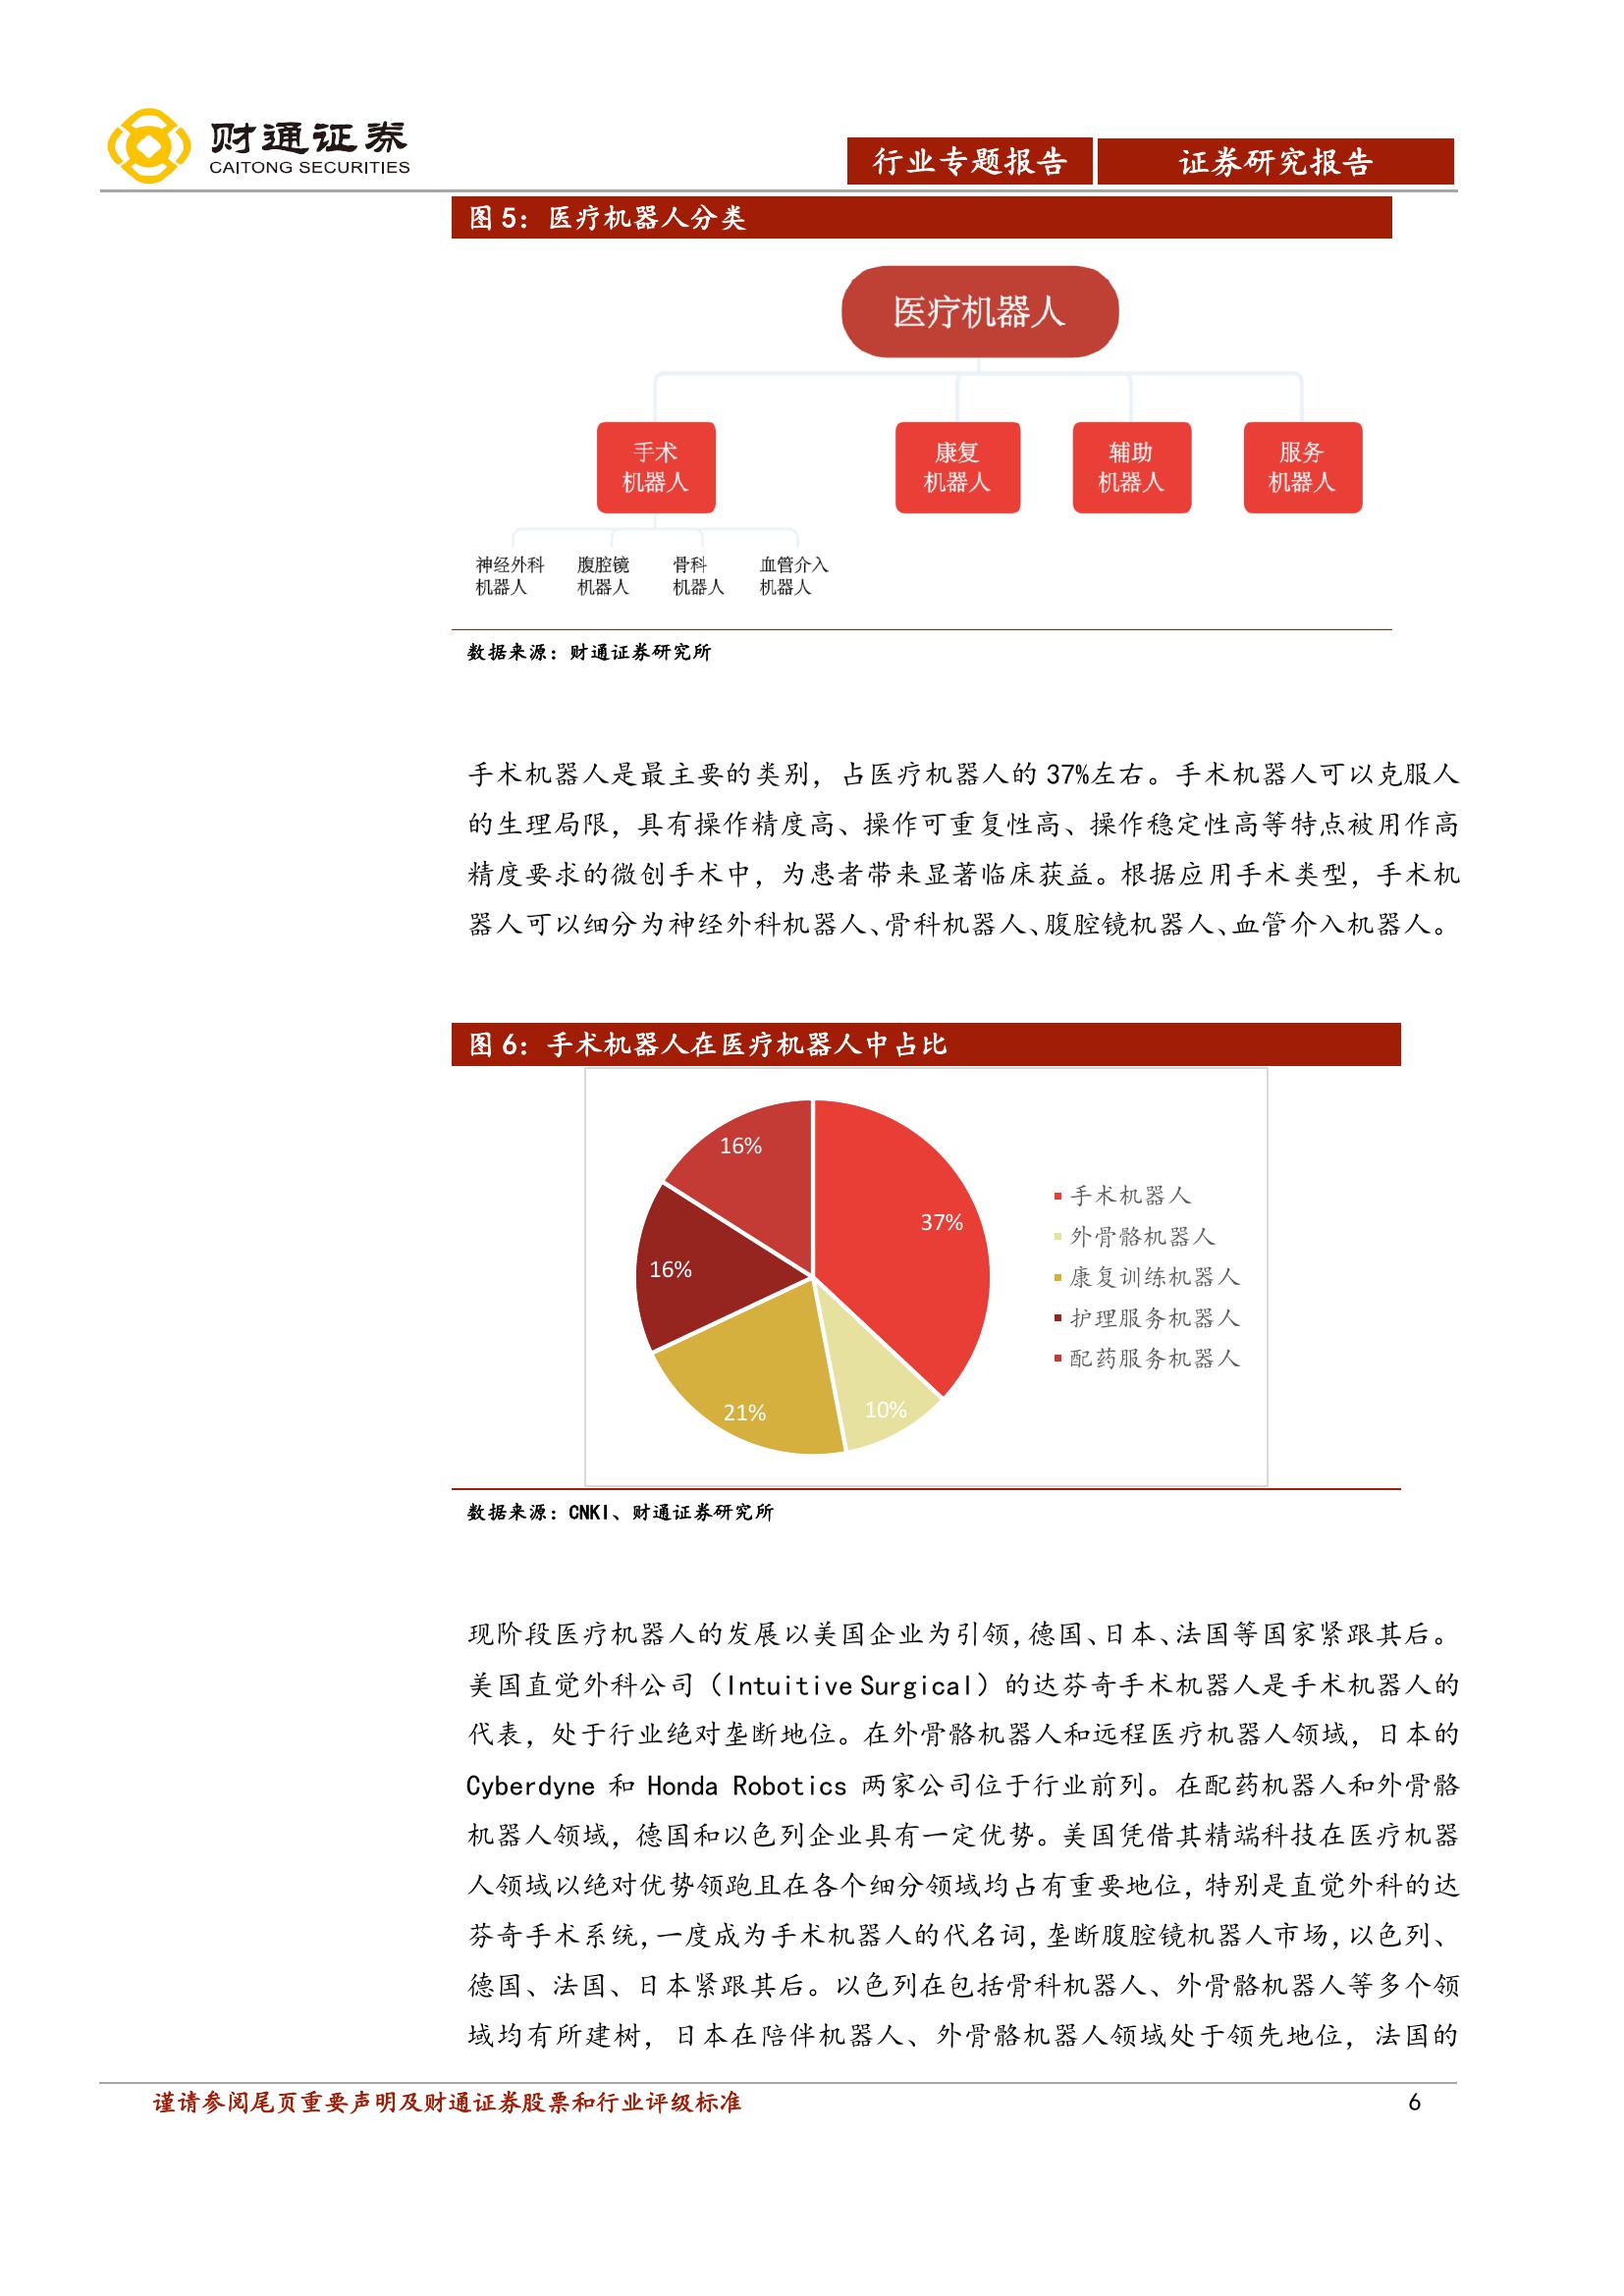 财通证券
CAITONG SECURITIES
行业专题报告
证券研究报告
图 5：医疗机器人分类
医疗机器人
手术
机器人
康复
机器人
辅助
机器人
服务
机器人
神经外科
机器人
腹腔镜
机器人
骨科
机器人
血管介入
机器人
数据来源：财通证券研究所
手术机器人是最主要的类别，占医疗机器人的 37%左右。手术机器人可以克服人
的生理局限，具有操作精度高、操作可重复性高、操作稳定性高等特点被用作高
精度要求的微创手术中，为患者带来显著临床获益。根据应用手术类型，手术机
器人可以细分为神经外科机器人、骨科机器人、腹腔镜机器人、血管介入机器人。
图 6：手术机器人在医疗机器人中占比
16%
37%
16%
21%
10%
手术机器人
外骨骼机器人
康复训练机器人
护理服务机器人
配药服务机器人
数据来源：CNKI、财通证券研究所
现阶段医疗机器人的发展以美国企业为引领，德国、日本、法国等国家紧跟其后。
美国直觉外科公司（Intuitive Surgical）的达芬奇手术机器人是手术机器人的
代表，处于行业绝对垄断地位。在外骨骼机器人和远程医疗机器人领域，日本的
Cyberdyne 和 Honda Robotics 两家公司位于行业前列。在配药机器人和外骨骼
机器人领域，德国和以色列企业具有一定优势。美国凭借其精端科技在医疗机器
人领域以绝对优势领跑且在各个细分领域均占有重要地位，特别是直觉外科的达
芬奇手术系统，一度成为手术机器人的代名词，垄断腹腔镜机器人市场，以色列、
德国、法国、日本紧跟其后。以色列在包括骨科机器人、外骨骼机器人等多个领
域均有所建树，日本在陪伴机器人、外骨骼机器人领域处于领先地位，法国的
谨请参阅尾页重要声明及财通证券股票和行业评级标准
6